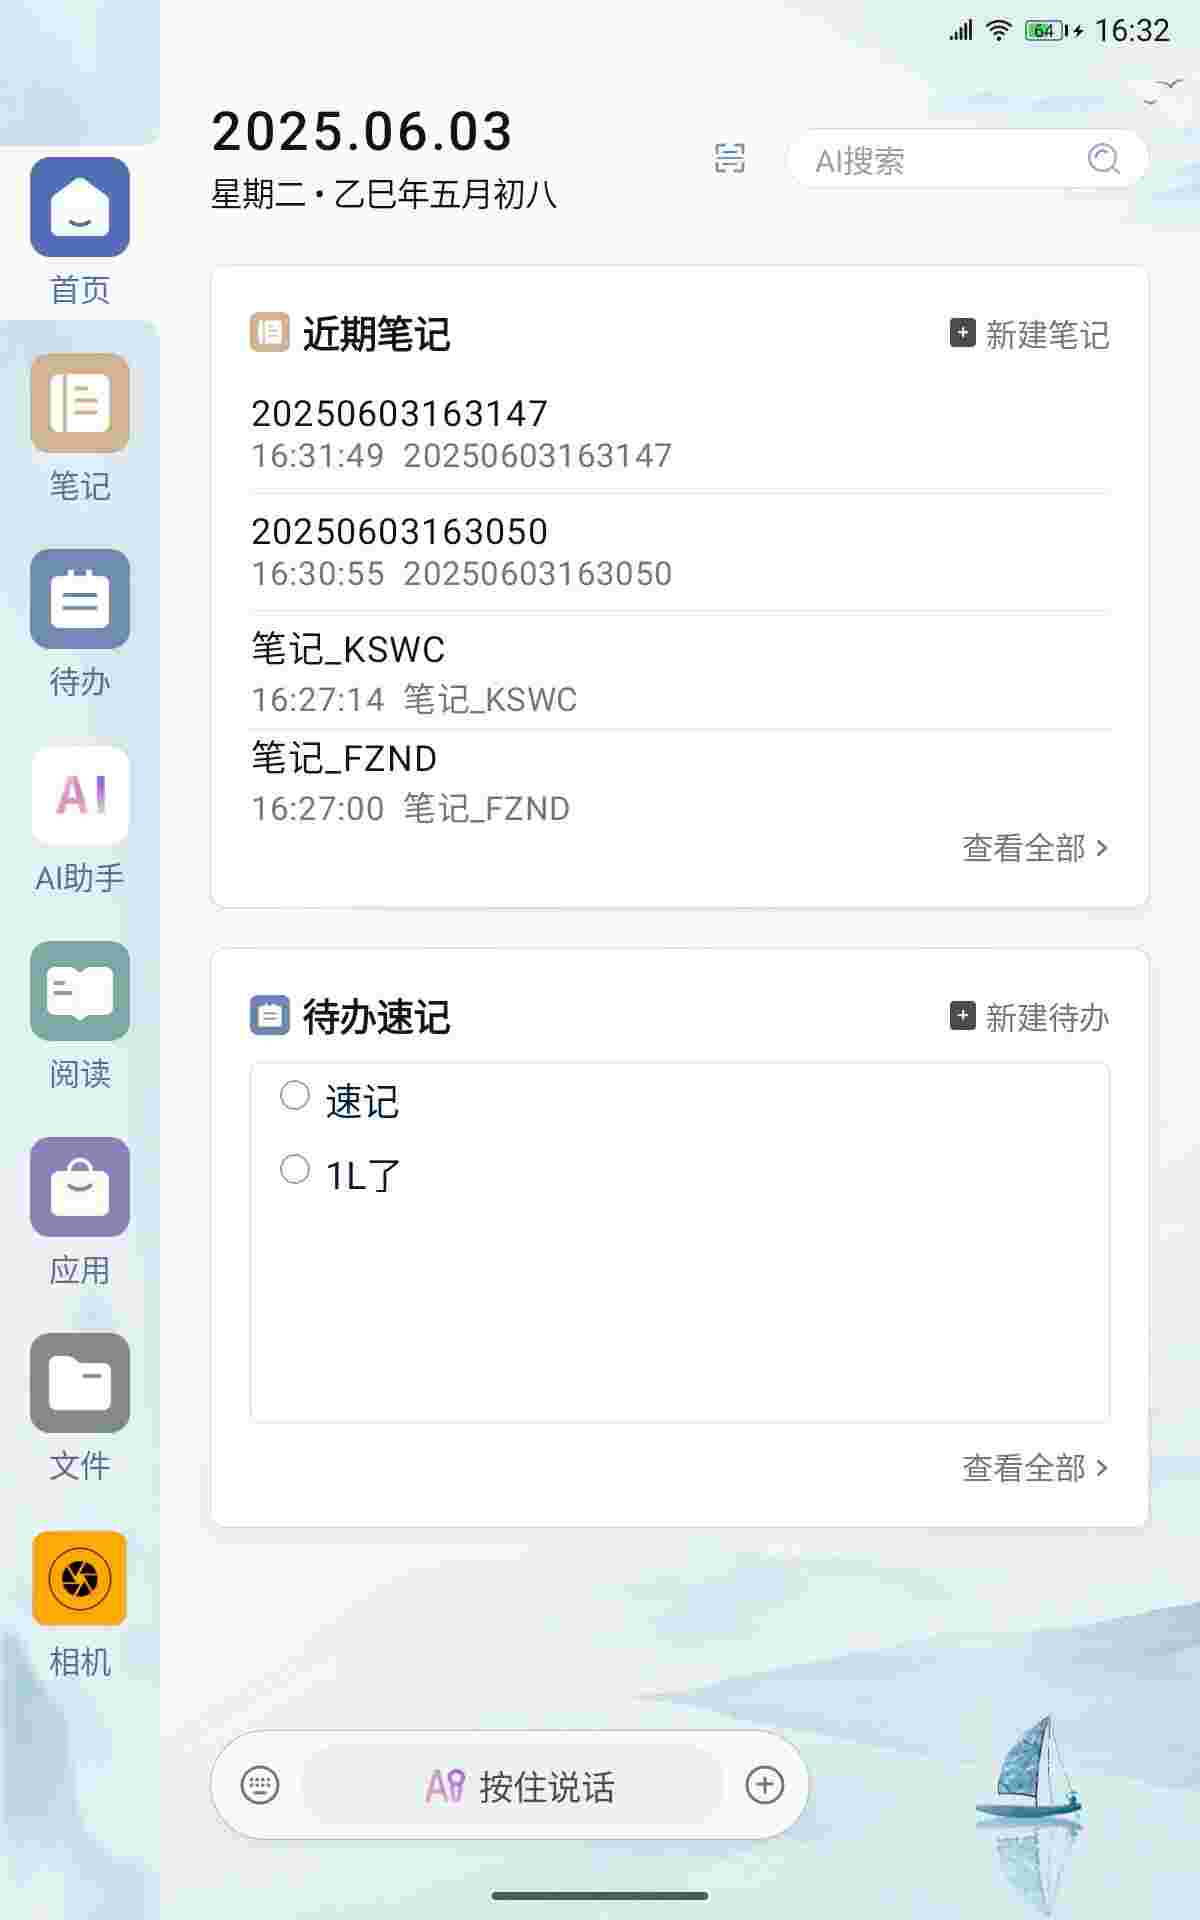 64 16:32
2025.06.03
星期二·乙巳年五月初八
AI搜索
首页
笔记
待办
AI
AI助手
阅读
应用
文件
相机
近期笔记
新建笔记
20250603163147
16:31:49 20250603163147
20250603163050
16:30:55 20250603163050
笔记_KSWC
16:27:14 笔记_KSWC
笔记_FZND
16:27:00 笔记_FZND
查看全部 >
待办速记
新建待办
速记
1L了
查看全部 >
AI 按住说话